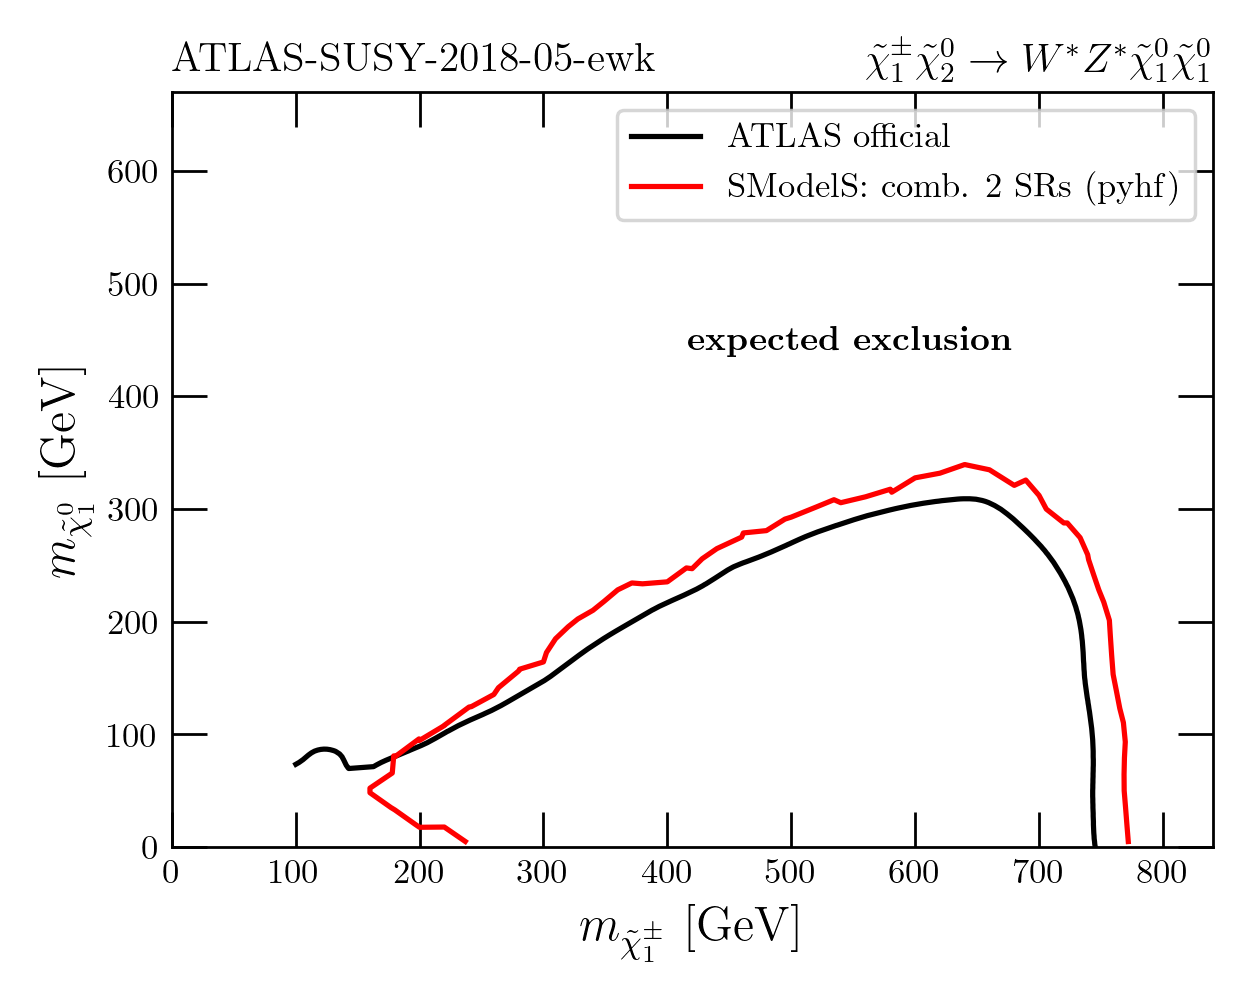 ATLAS-SUSY-2018-05-ewk
χ̃₁^± χ̃₂^0 → W*Z*χ̃₁^0 χ̃₁^0
ATLAS official
SModelS: comb. 2 SRs (pyhf)
expected exclusion
m_χ̃₁^0 [GeV]
600
500
400
300
200
100
0
0 100 200 300 400 500 600 700 800
m_χ̃₁^± [GeV]